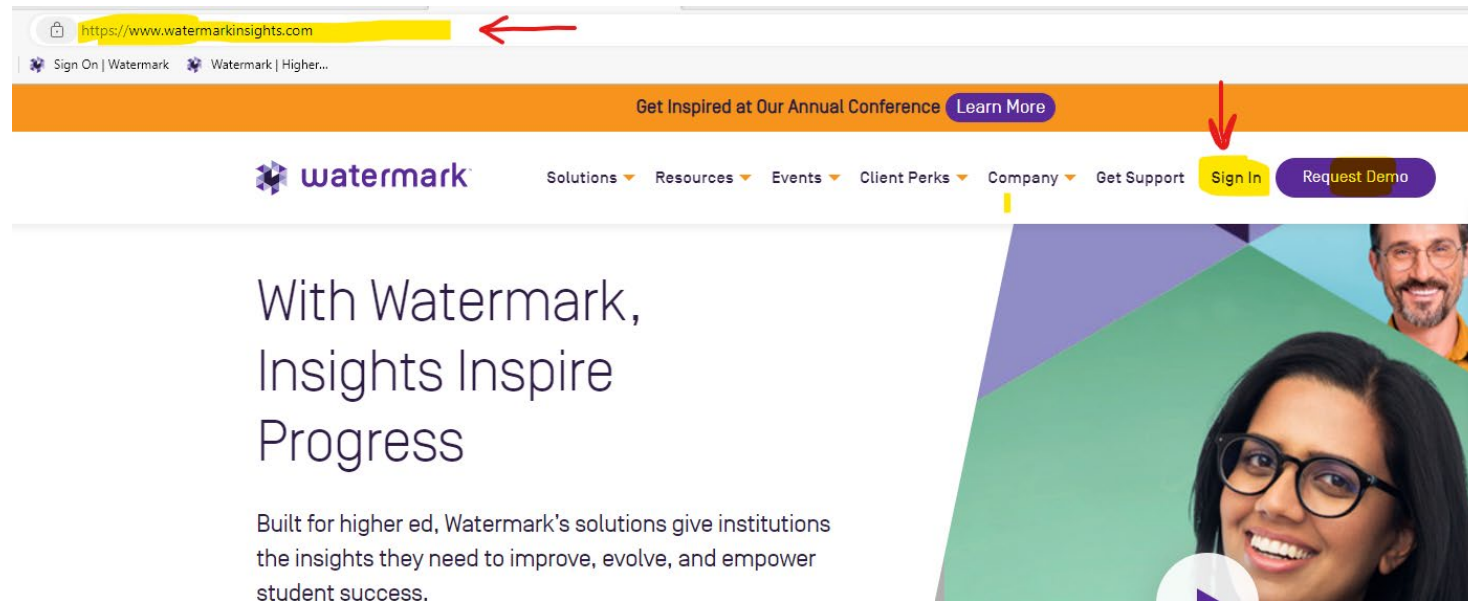 https://www.watermarkinsights.com
Sign On | Watermark Watermark | Higher...
Get Inspired at Our Annual Conference Learn More
watermark Solutions Resources Events Client Perks Company Get Support Sign In Request Demo
With Watermark,
Insights Inspire
Progress
Built for higher ed, Watermark's solutions give institutions
the insights they need to improve, evolve, and empower
student success.